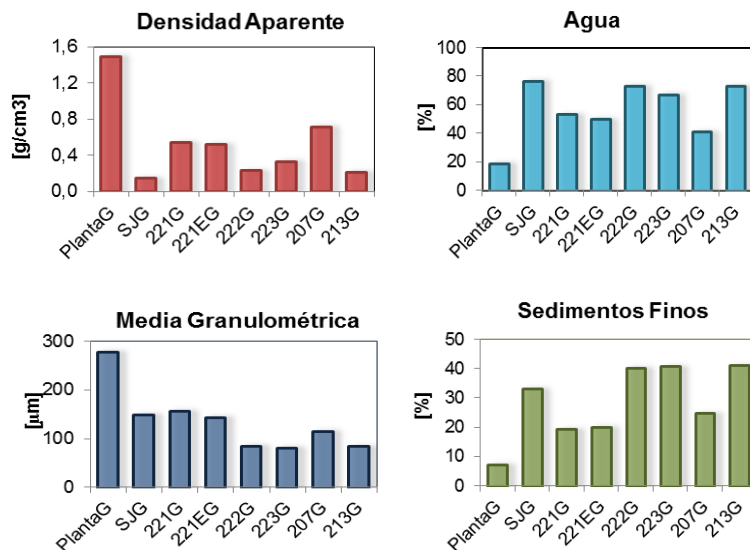 Densidad Aparente
[g/cm3]
1,6
1,2
0,8
0,4
0,0
PlantaG
SJG
221G
221EG
222G
223G
207G
213G
Agua
[%]
100
80
60
40
20
0
PlantaG
SJG
221G
221EG
222G
223G
207G
213G
Media Granulométrica
[µm]
300
200
100
0
PlantaG
SJG
221G
221EG
222G
223G
207G
213G
Sedimentos Finos
[%]
50
40
30
20
10
0
PlantaG
SJG
221G
221EG
222G
223G
207G
213G